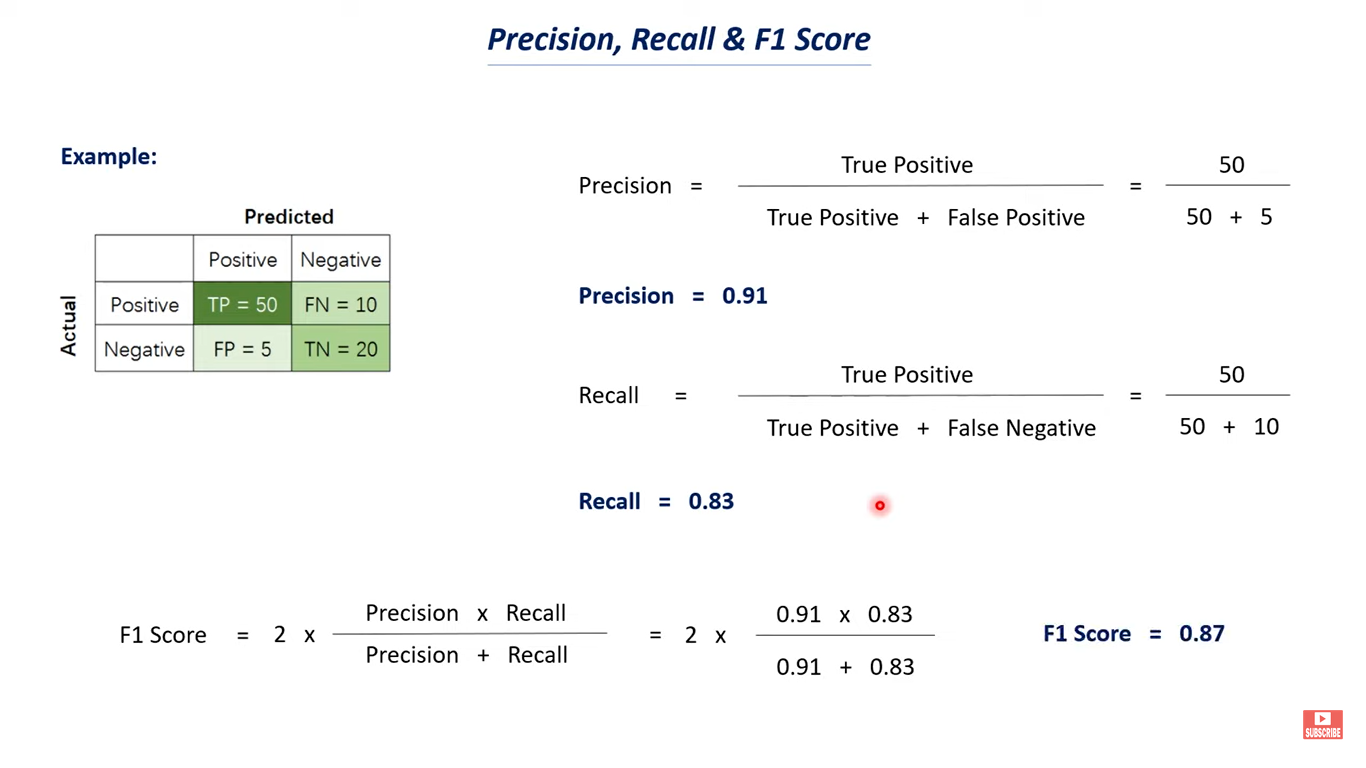 Precision, Recall & F1 Score
Example:
Predicted
Positive Negative
Actual
Positive TP = 50 FN = 10
Negative FP = 5 TN = 20
Precision =
True Positive
True Positive + False Positive
=
50
50 + 5
Precision = 0.91
Recall =
True Positive
True Positive + False Negative
=
50
50 + 10
Recall = 0.83
F1 Score = 2 x
Precision x Recall
Precision + Recall
= 2 x
0.91 x 0.83
0.91 + 0.83
F1 Score = 0.87
SUBSCRIBE